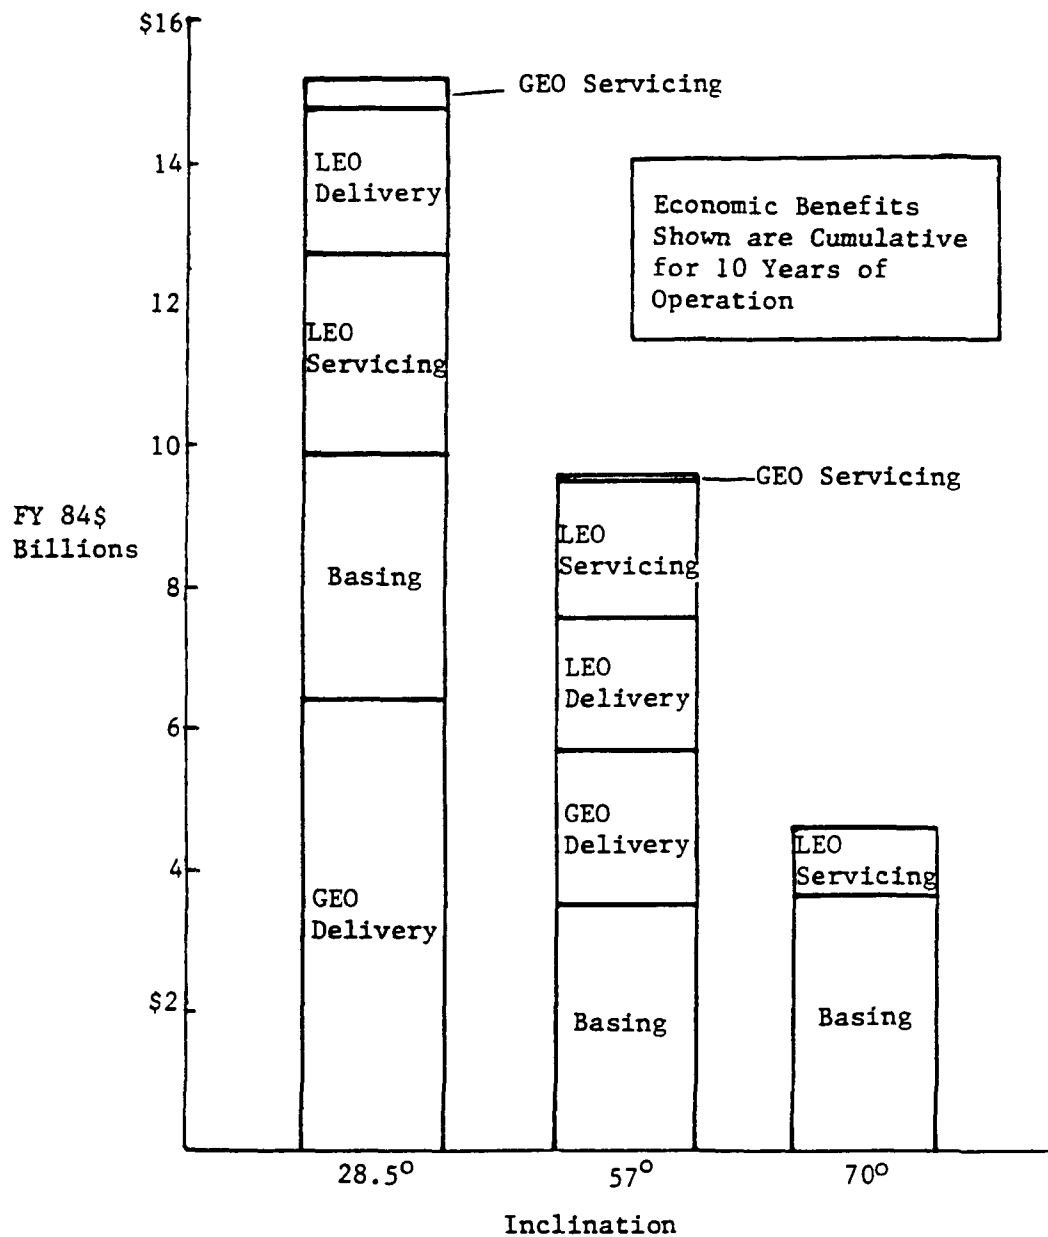 $16
GEO Servicing
14
LEO
Delivery
Economic Benefits
Shown are Cumulative
for 10 Years of
Operation
12
LEO
Servicing
10
GEO Servicing
FY 84$
Billions
LEO
Servicing
8
Basing
LEO
Delivery
6
GEO
Delivery
LEO
Servicing
4
GEO
Delivery
$2
Basing
Basing
28.5°
57°
70°
Inclination